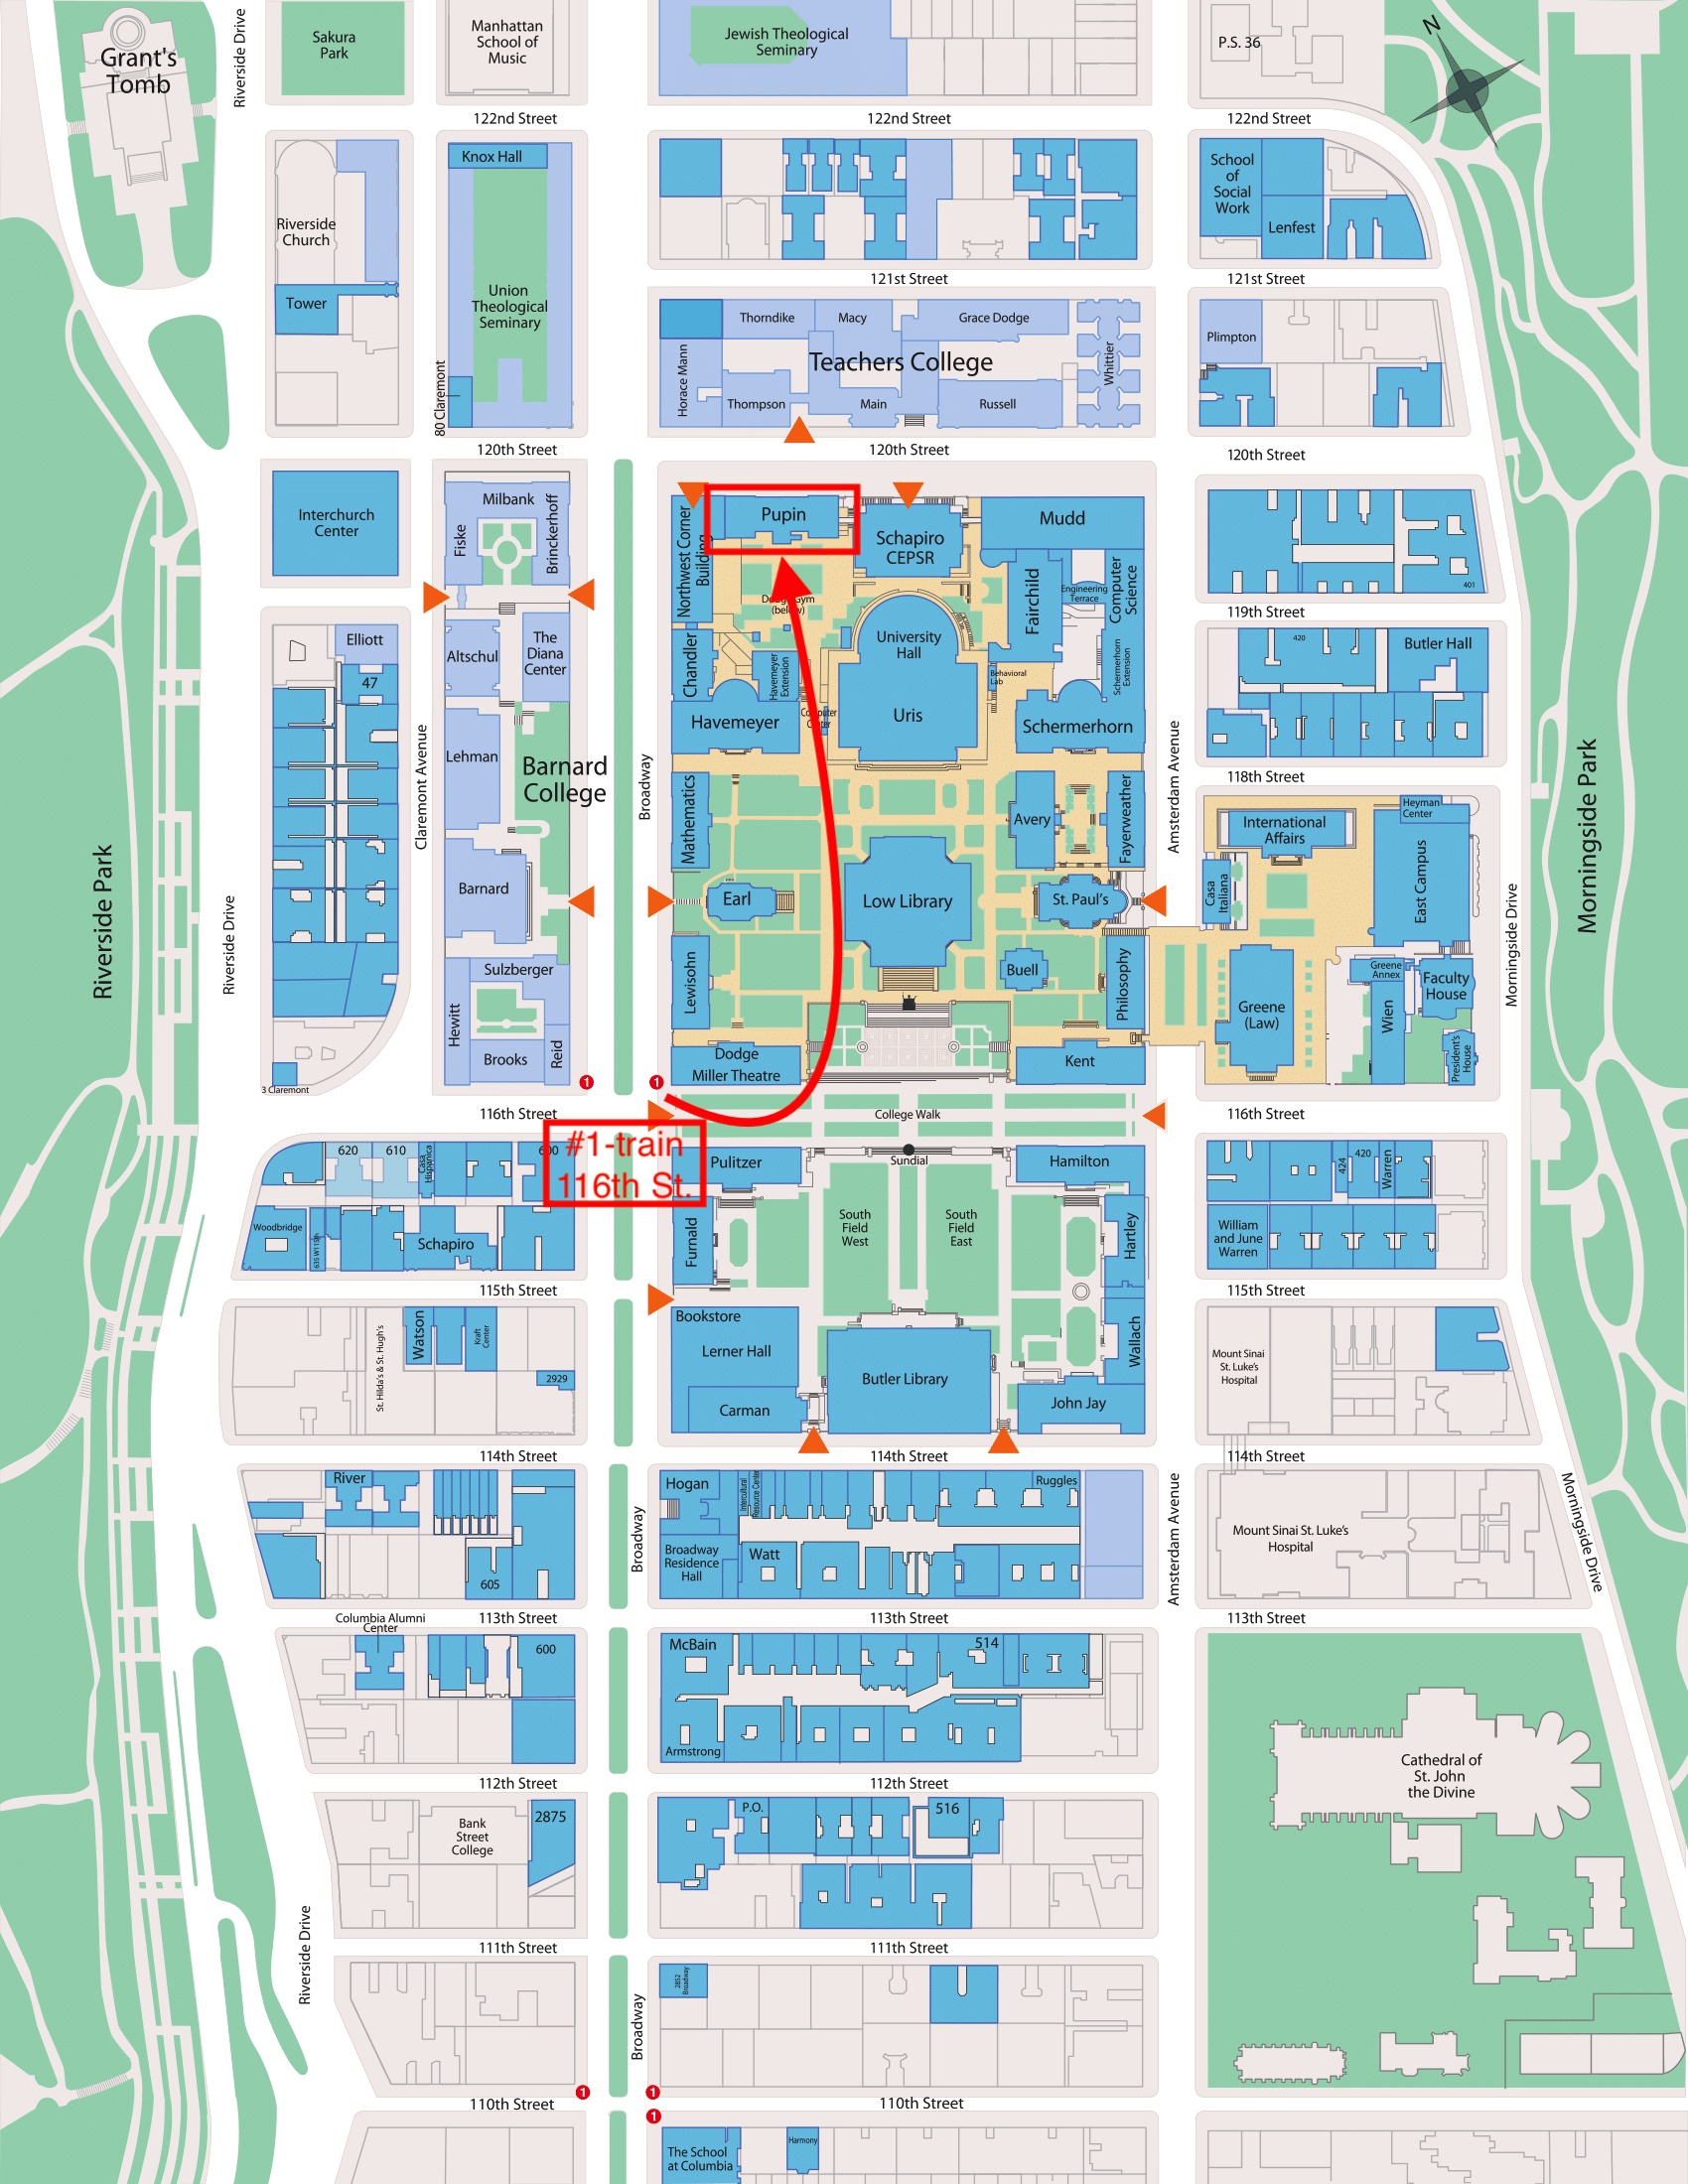 Grant's
Tomb
Riverside Drive
Sakura
Park
Manhattan
School of
Music
Jewish Theological
Seminary
P.S. 36
N
122nd Street
122nd Street
122nd Street
Riverside
Church
Tower
Knox Hall
Union
Theological
Seminary
80 Claremont
School
of
Social
Work
Lenfest
121st Street
121st Street
Thorndike
Macy
Grace Dodge
Horace Mann
Teachers College
Whittier
Thompson
Main
Russell
Plimpton
120th Street
120th Street
120th Street
Interchurch
Center
Milbank
Fiske
Brinckerhoff
Northwest Corner
Building
Pupin
Schapiro
CEPSR
Mudd
Fairchild
Engineering
Terrace
Computer
Science
401
119th Street
Elliott
47
Altschul
The
Diana
Center
Chandler
Havemeyer
Extension
(below)
University
Hall
Behavioral
Lab
Schermerhorn
Extension
420
Butler Hall
Claremont Avenue
Lehman
Barnard
College
Broadway
Havemeyer
Uris
Schermerhorn
Amsterdam Avenue
118th Street
Morningside Park
Riverside Park
Mathematics
Avery
Fayerweather
International
Affairs
Heyman
Center
Barnard
Earl
Low Library
St. Paul's
Casa
Italiana
East Campus
Riverside Drive
Morningside Drive
Sulzberger
Lewisohn
Buell
Philosophy
Greene
(Law)
Greene
Annex
Faculty
House
Wien
Hewitt
Brooks
Reid
Dodge
Miller Theatre
Kent
President's
House
3 Claremont
1
1
116th Street
College Walk
116th Street
#1-train
116th St.
620
610
Casa
Hispanica
600
Pulitzer
Sundial
Hamilton
424
420
Warren
Woodbridge
635 W115th
Schapiro
Furnald
South
Field
West
South
Field
East
Hartley
William
and June
Warren
115th Street
115th Street
St. Hilda's & St. Hugh's
Watson
Kraft
Center
2929
Bookstore
Lerner Hall
Carman
Butler Library
Wallach
John Jay
Mount Sinai
St. Luke's
Hospital
114th Street
114th Street
114th Street
River
605
Broadway
Hogan
Intercultural
Resource Center
Ruggles
Broadway
Residence
Hall
Watt
Amsterdam Avenue
Mount Sinai St. Luke's
Hospital
Morningside Drive
113th Street
113th Street
113th Street
Columbia Alumni
Center
600
McBain
514
Armstrong
Cathedral of
St. John
the Divine
112th Street
112th Street
Bank
Street
College
2875
P.O.
516
Riverside Drive
111th Street
111th Street
Broadway
2852
Broadway
1
1
110th Street
110th Street
1
The School
at Columbia
Harmony